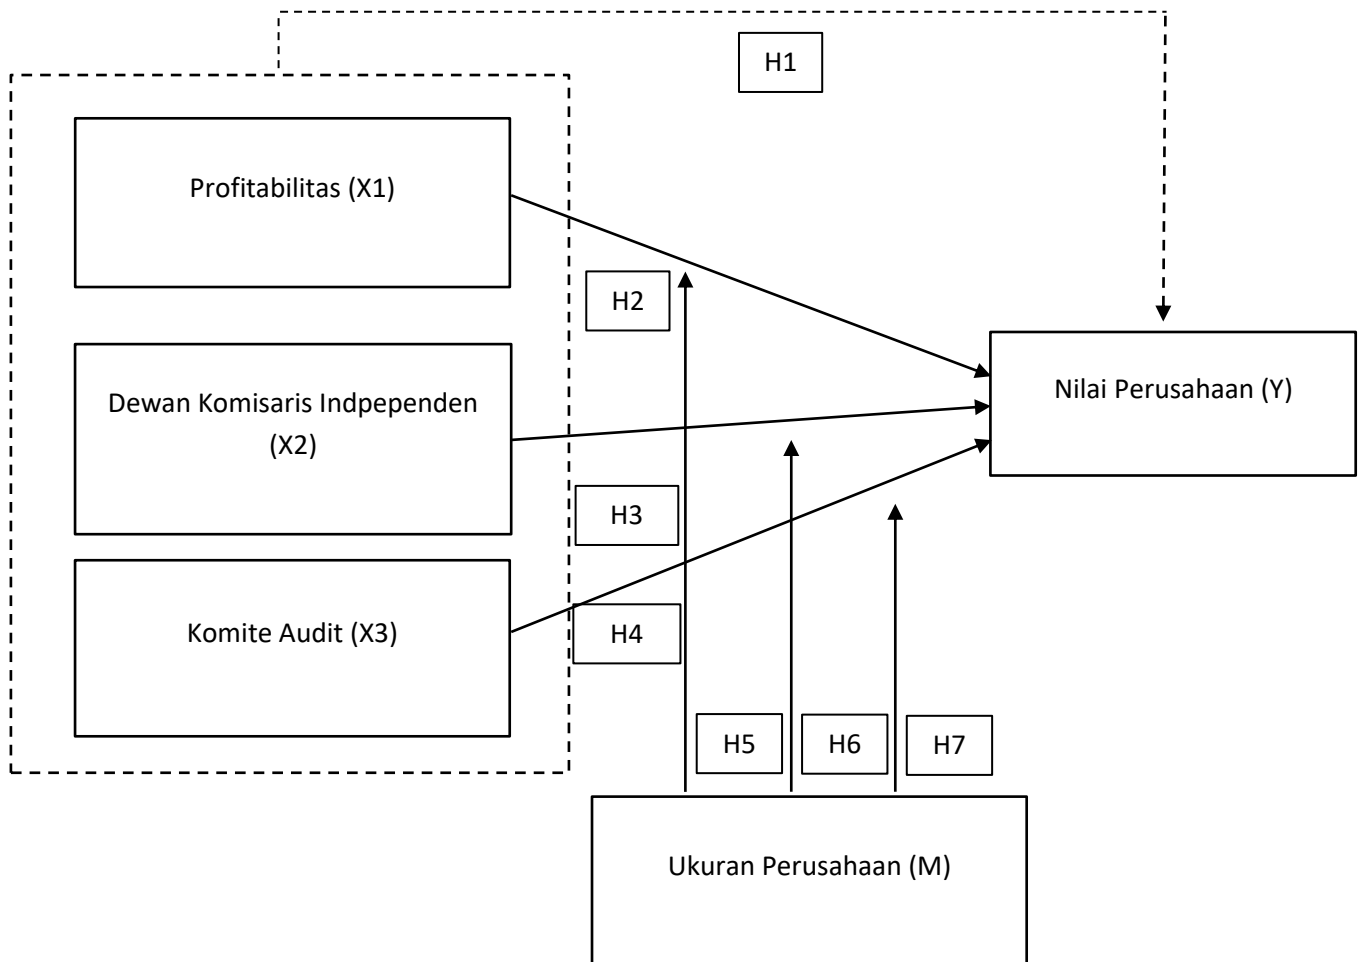 H1
Profitabilitas (X1)
H2
Dewan Komisaris Indpependen
(X2)
Nilai Perusahaan (Y)
H3
Komite Audit (X3)
H4
H5
H6
H7
Ukuran Perusahaan (M)